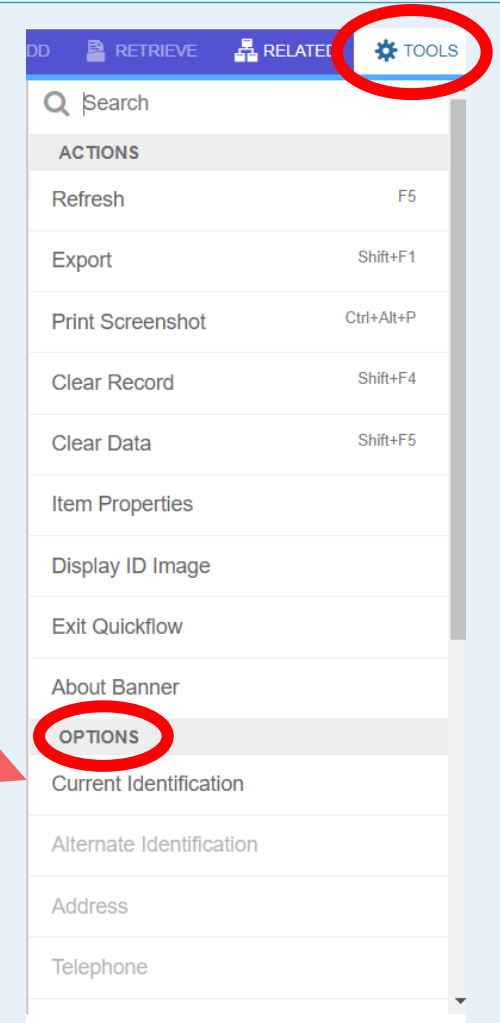 DD RETRIEVE RELATED TOOLS
Search
ACTIONS
Refresh F5
Export Shift+F1
Print Screenshot Ctrl+Alt+P
Clear Record Shift+F4
Clear Data Shift+F5
Item Properties
Display ID Image
Exit Quickflow
About Banner
OPTIONS
Current Identification
Alternate Identification
Address
Telephone